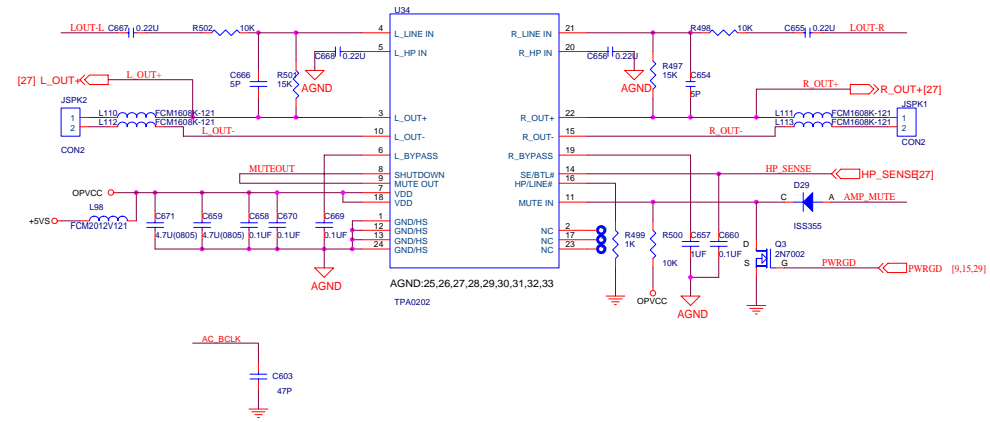 U34
LOUT-L C667 0.22U R502 10K 4 L_LINE IN R_LINE IN 21 R498 10K C655 0.22U LOUT-R
5 L_HP IN R_HP IN 20
C668 0.22U C656 0.22U
[27] L_OUT+ L_OUT+ C666 5P R501 15K AGND AGND R497 15K C654 5P R_OUT+ R_OUT+[27]
JSPK2 JSPK1
1 L110 FCM1608K-121 3 L_OUT+ R_OUT+ 22 L111 FCM1608K-121 1
2 L112 FCM1608K-121 L_OUT- 10 L_OUT- R_OUT- 15 R_OUT- L113 FCM1608K-121 2
CON2 CON2
6 L_BYPASS R_BYPASS 19
MUTEOUT 8 SHUTDOWN SE/BTL# 14 HP_SENSE HP_SENSE[27]
9 MUTE OUT HP/LINE# 16
OPVCC 7 VDD D29
18 VDD MUTE IN 11 C A AMP_MUTE
ISS355
L98
+5VS FCM2012V121
C671 4.7U(0805) C659 4.7U(0805) C658 0.1UF C670 0.1UF C669 0.1UF
1 GND/HS NC 2
12 GND/HS
13 GND/HS NC 17
24 GND/HS NC 23
R499 1K R500 10K C657 1UF C660 0.1UF
D Q3
2N7002
S G PWRGD PWRGD [9,15,29]
AGND OPVCC AGND
AGND:25,26,27,28,29,30,31,32,33
TPA0202
AC_BCLK
C603
47P